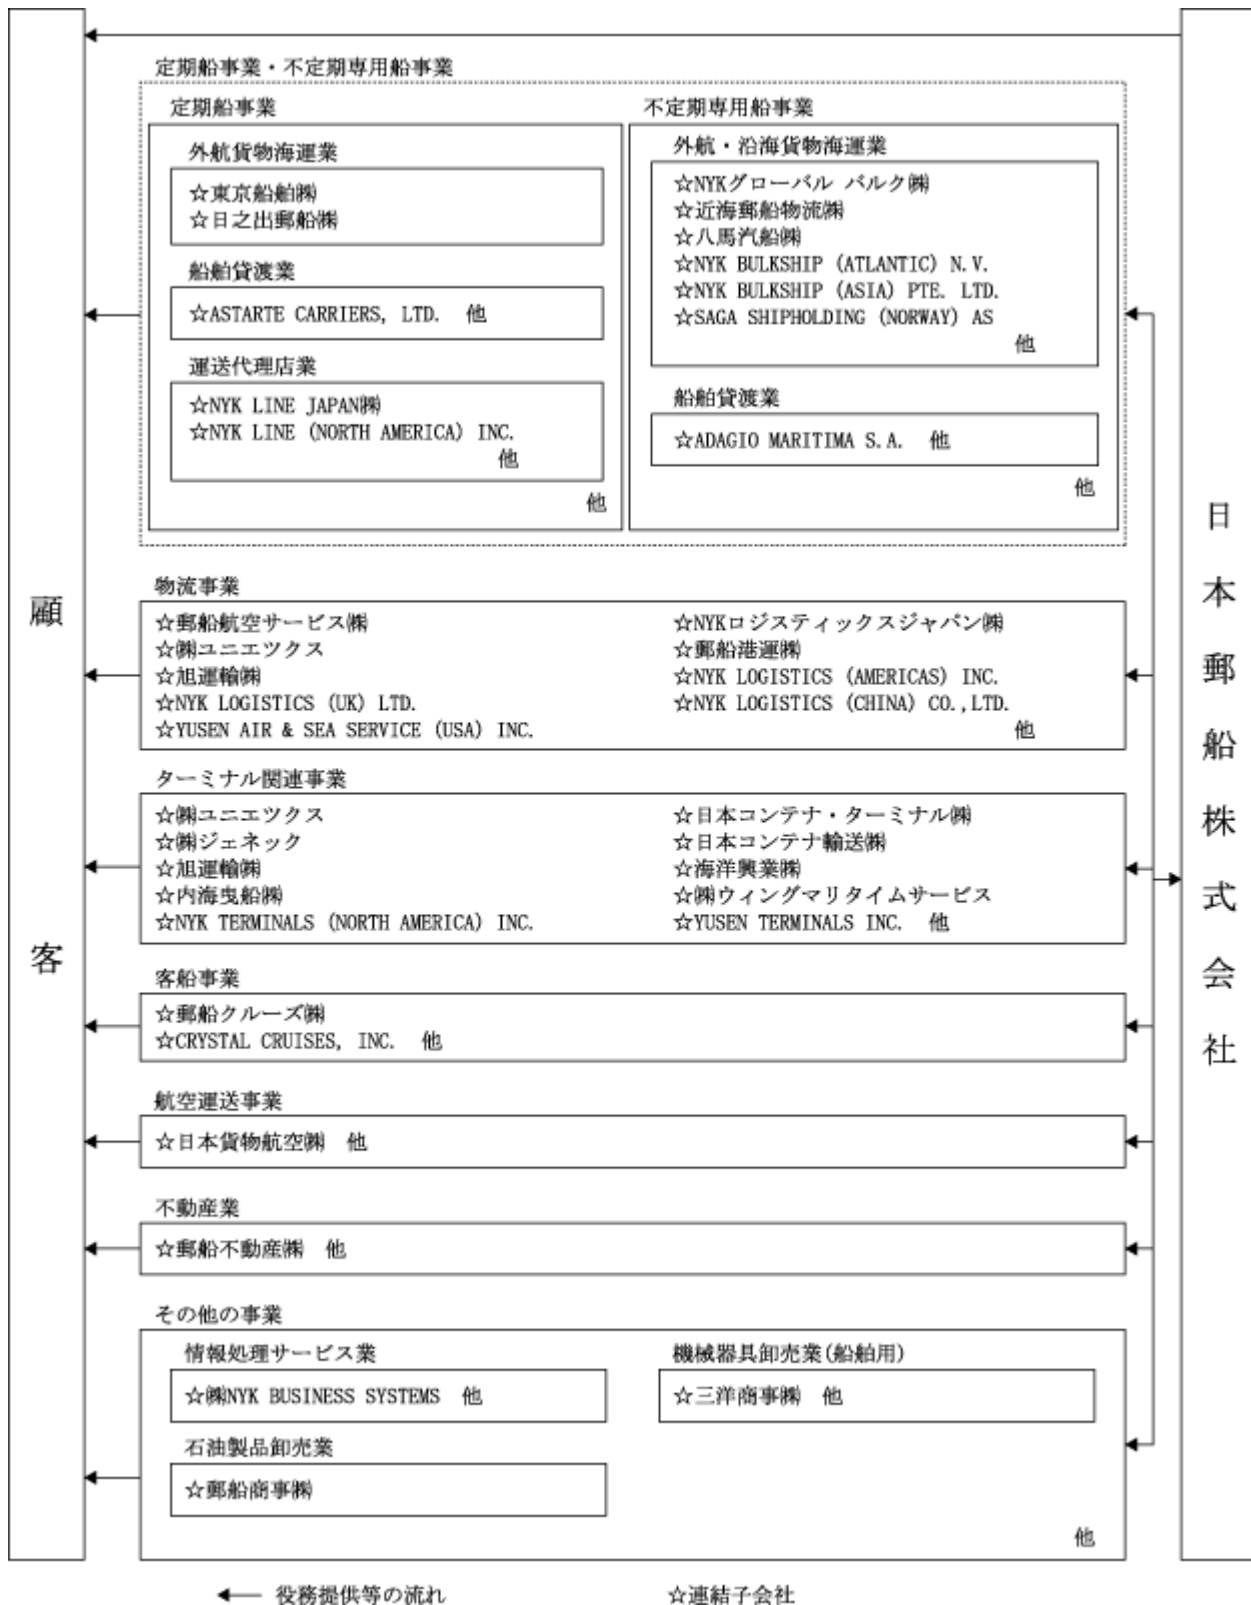 定期船事業・不定期専用船事業
定期船事業
外航貨物海運業
☆東京船舶㈱
☆日之出郵船㈱
船舶貸渡業
☆ASTARTE CARRIERS, LTD. 他
運送代理店業
☆NYK LINE JAPAN㈱
☆NYK LINE (NORTH AMERICA) INC.
他
他
不定期専用船事業
外航・沿海貨物海運業
☆NYKグローバル バルク㈱
☆近海郵船物流㈱
☆八馬汽船㈱
☆NYK BULKSHIP (ATLANTIC) N.V.
☆NYK BULKSHIP (ASIA) PTE. LTD.
☆SAGA SHIPHOLDING (NORWAY) AS
他
船舶貸渡業
☆ADAGIO MARITIMA S.A. 他
他
物流事業
☆郵船航空サービス㈱
☆㈱ユニエツクス
☆旭運輸㈱
☆NYK LOGISTICS (UK) LTD.
☆YUSEN AIR & SEA SERVICE (USA) INC.
☆NYKロジスティックスジャパン㈱
☆郵船港運㈱
☆NYK LOGISTICS (AMERICAS) INC.
☆NYK LOGISTICS (CHINA) CO.,LTD.
他
ターミナル関連事業
☆㈱ユニエツクス
☆㈱ジェネック
☆旭運輸㈱
☆内海曳船㈱
☆NYK TERMINALS (NORTH AMERICA) INC.
☆日本コンテナ・ターミナル㈱
☆日本コンテナ輸送㈱
☆海洋興業㈱
☆㈱ウィングマリタイムサービス
☆YUSEN TERMINALS INC. 他
客船事業
☆郵船クルーズ㈱
☆CRYSTAL CRUISES, INC. 他
航空運送事業
☆日本貨物航空㈱ 他
不動産業
☆郵船不動産㈱ 他
その他の事業
情報処理サービス業
☆㈱NYK BUSINESS SYSTEMS 他
機械器具卸売業(船舶用)
☆三洋商事㈱ 他
石油製品卸売業
☆郵船商事㈱
他
顧客
日本郵船株式会社
← 役務提供等の流れ
☆連結子会社